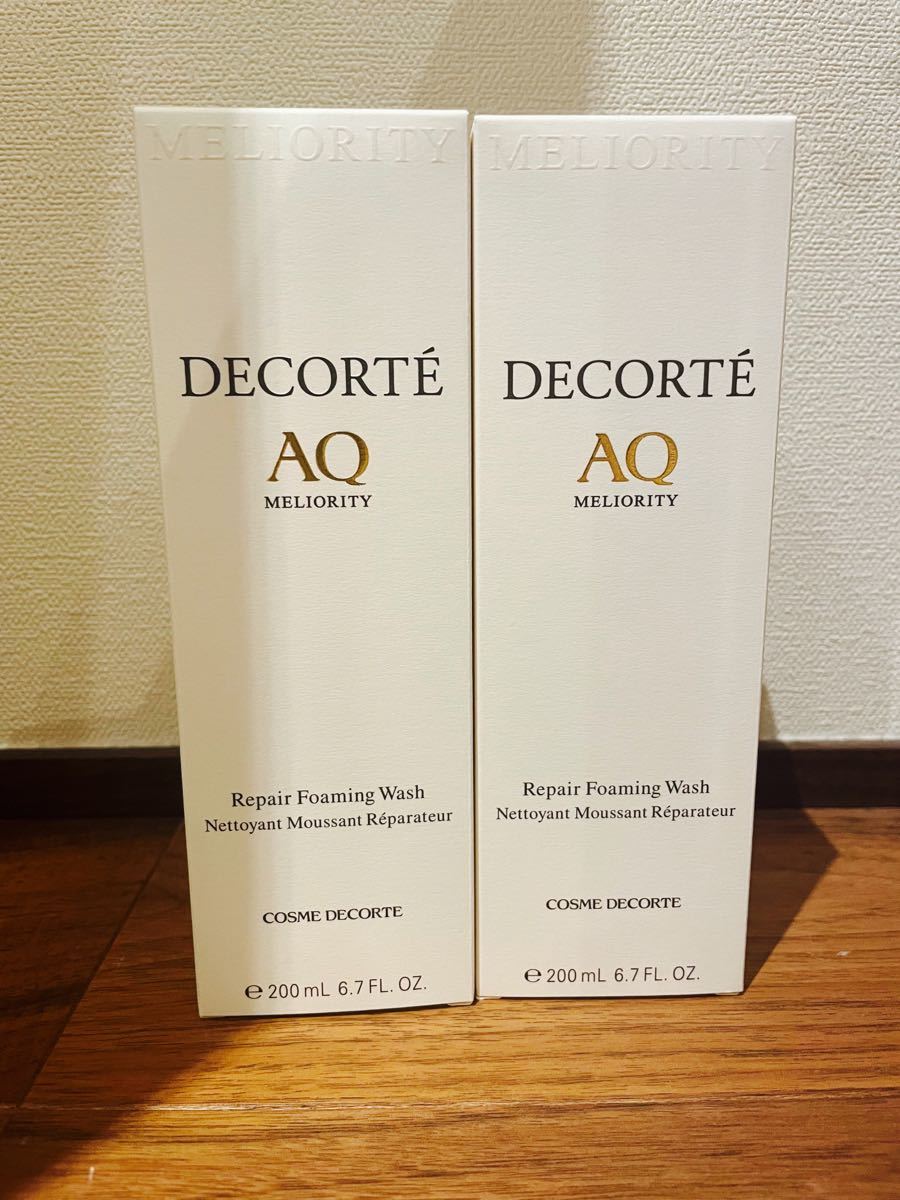 MELIORITY
DECORTÉ
AQ
MELIORITY
Repair Foaming Wash
Nettoyant Moussant Réparateur
COSME DECORTE
℮ 200 mL 6.7 FL. OZ.
MELIORITY
DECORTÉ
AQ
MELIORITY
Repair Foaming Wash
Nettoyant Moussant Réparateur
COSME DECORTE
℮ 200 mL 6.7 FL. OZ.